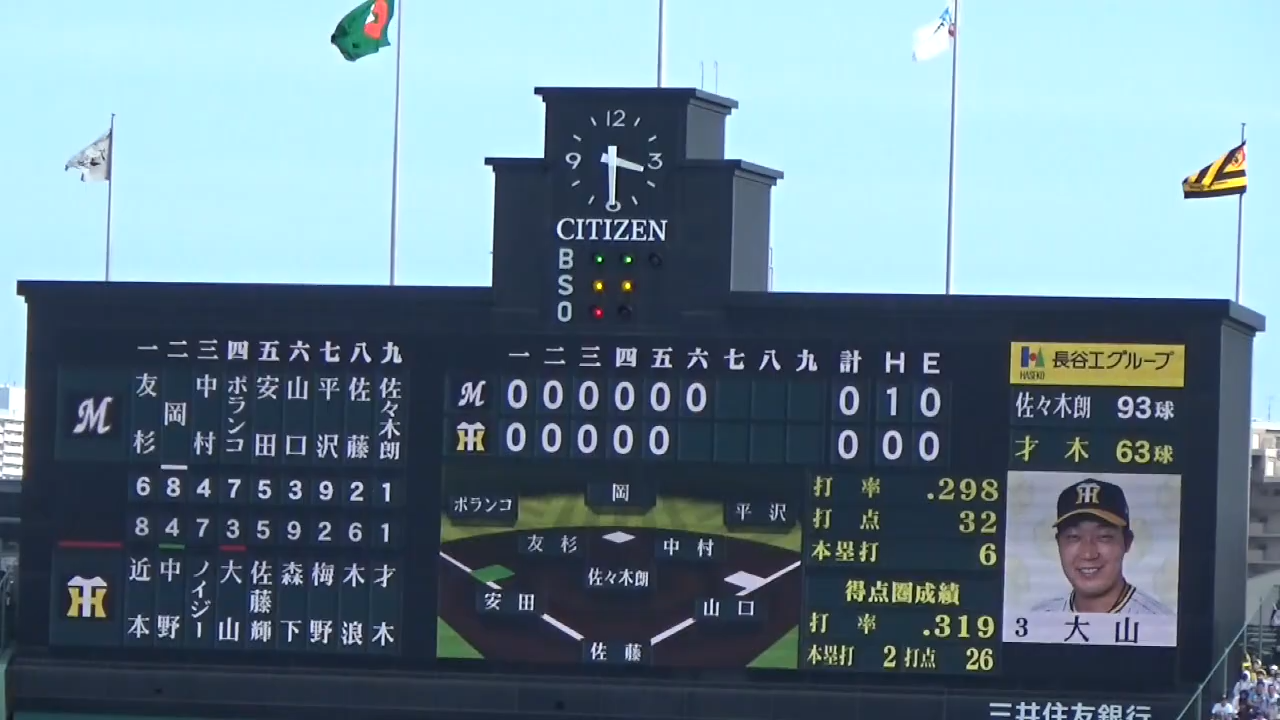 12
9 3
6
CITIZEN
B
S
O
一 二 三 四 五 六 七 八 九
友杉 岡 中村 ポランコ 安田 山口 平沢 佐藤 佐々木朗
6 8 4 7 5 3 9 2 1
8 4 7 3 5 9 2 6 1
近本 中野 ノイジー 大山 佐藤輝 森下 梅野 木浪 才木
一 二 三 四 五 六 七 八 九 計 H E
M 0 0 0 0 0 0 0 1 0
TH 0 0 0 0 0 0 0 0
ポランコ 岡 平沢
友杉 中村
佐々木朗
安田 山口
佐藤
打率 .298
打点 32
本塁打 6
得点圏成績
打率 .319
本塁打 2 打点 26
HASEKO 長谷工グループ
佐々木朗 93球
才木 63球
3 大山
三井住友銀行